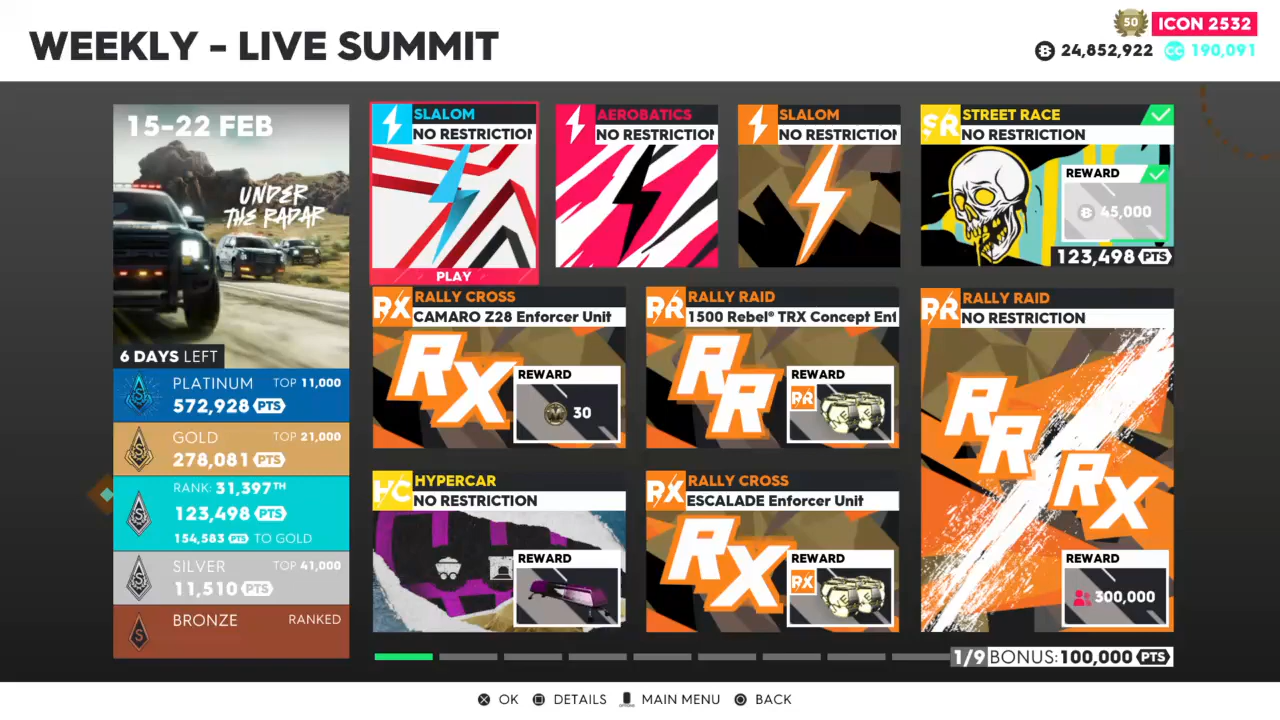 WEEKLY - LIVE SUMMIT
50
ICON 2532
24,852,922
CC 190,091
15-22 FEB
UNDER
THE RADAR
6 DAYS LEFT
PLATINUM
TOP 11,000
572,928 PTS
GOLD
TOP 21,000
278,081 PTS
RANK: 31,397TH
123,498 PTS
154,583 PTS TO GOLD
SILVER
TOP 41,000
11,510 PTS
BRONZE
RANKED
SLALOM
NO RESTRICTION
PLAY
AEROBATICS
NO RESTRICTION
SLALOM
NO RESTRICTION
SR
STREET RACE
NO RESTRICTION
REWARD
45,000
123,498 PTS
RX
RALLY CROSS
CAMARO Z28 Enforcer Unit
RX
REWARD
30
RR
RALLY RAID
1500 Rebel® TRX Concept Enf
RR
REWARD
RR
RR
RALLY RAID
NO RESTRICTION
RR
RX
REWARD
300,000
HC
HYPERCAR
NO RESTRICTION
REWARD
RX
RALLY CROSS
ESCALADE Enforcer Unit
RX
REWARD
RX
1/9 BONUS: 100,000 PTS
OK
DETAILS
OPTIONS
MAIN MENU
BACK